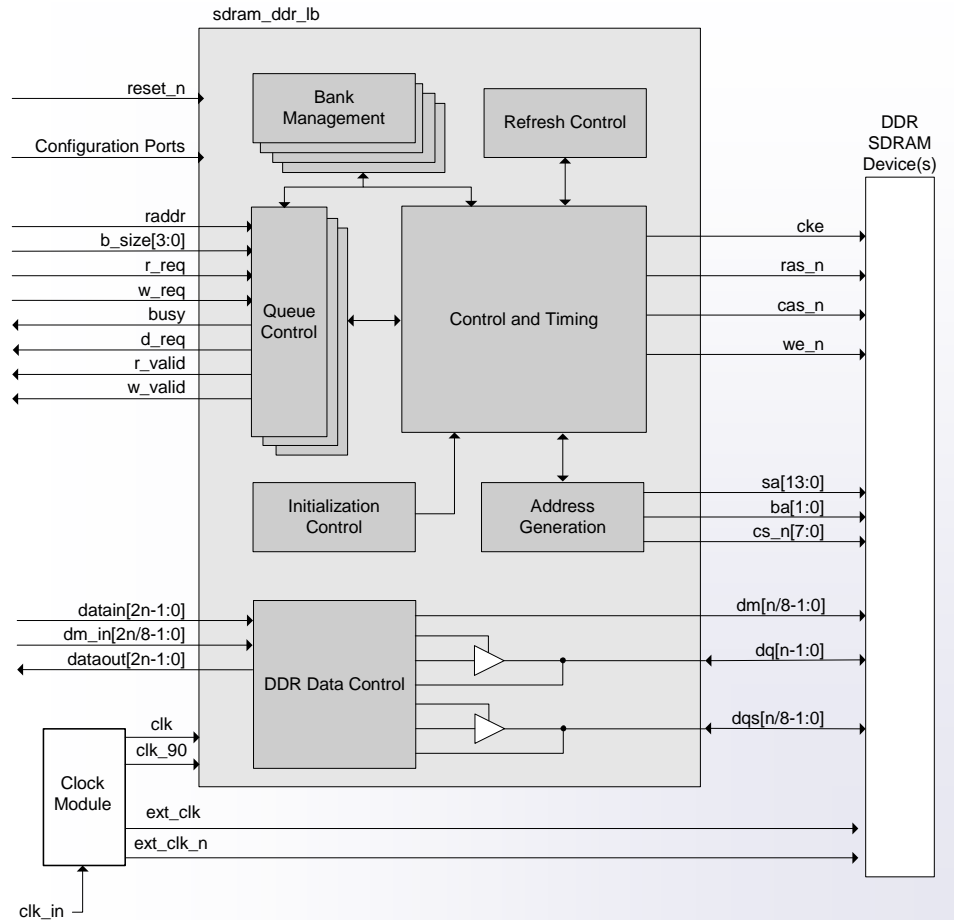 sdram_ddr_lb
reset_n
Configuration Ports
Bank
Management
Refresh Control
DDR
SDRAM
Device(s)
raddr
b_size[3:0]
r_req
w_req
busy
d_req
r_valid
w_valid
Queue
Control
Control and Timing
cke
ras_n
cas_n
we_n
Initialization
Control
Address
Generation
sa[13:0]
ba[1:0]
cs_n[7:0]
datain[2n-1:0]
dm_in[2n/8-1:0]
dataout[2n-1:0]
DDR Data Control
dm[n/8-1:0]
dq[n-1:0]
dqs[n/8-1:0]
clk
clk_90
Clock
Module
ext_clk
ext_clk_n
clk_in